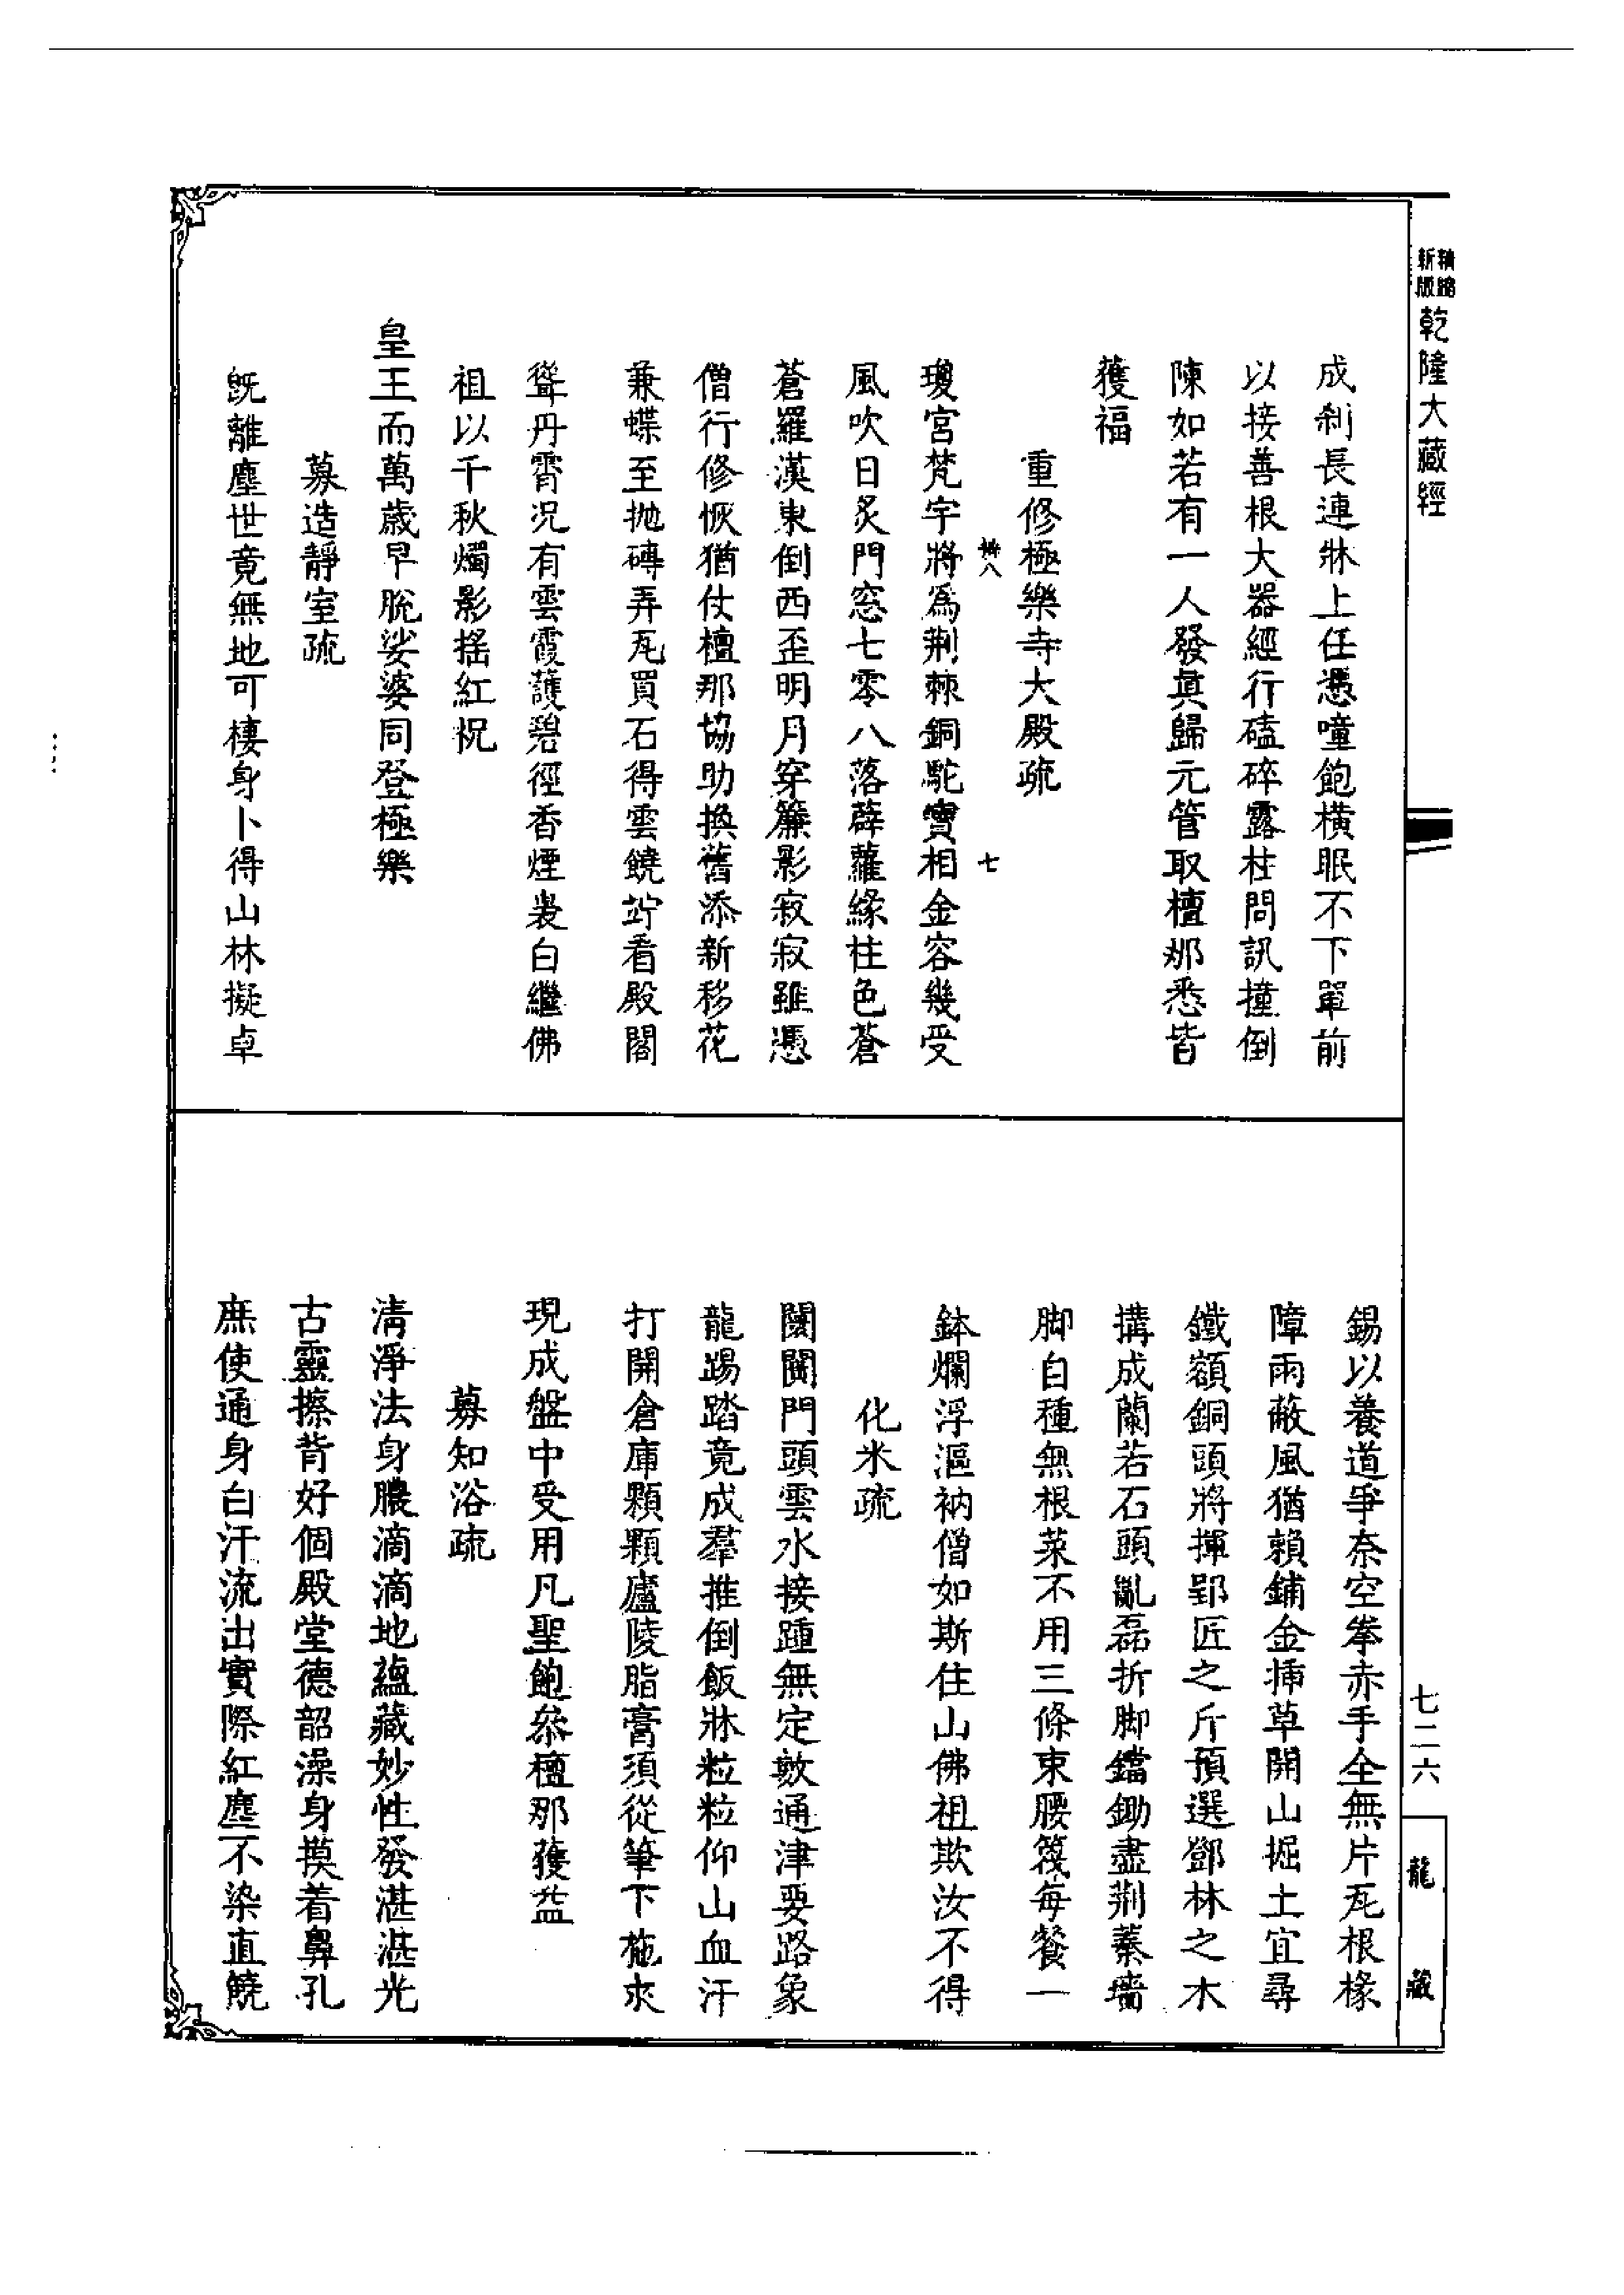 新版
乾隆大藏經
成剎長連牀上任憑噇飽橫眠不下單前
以接善根大器經行磕碎露柱問訊撞倒
陳如若有一人發眞歸元管取檀那悉皆
獲福
重修極樂寺大殿疏
八 七
瓊宮梵宇將為荆棘銅駝寶相金容幾受
風吹日炙門窓七零八落薜蘿緣柱色蒼
蒼羅漢東倒西歪明月穿簾影寂寂雖憑
僧行修恢猶仗檀那協助換舊添新移花
兼蝶至拋磚弄瓦買石得雲饒竚看殿閣
聳丹霄况有雲霞護碧徑香煙裊白繼佛
祖以千秋燭影搖紅祝
皇王而萬歲早脫娑婆同登極樂
募造靜室疏
旣離塵世竟無地可棲身卜得山林擬卓
錫以養道爭奈空拳赤手全無片瓦根椽
障雨蔽風猶賴鋪金揷草開山掘土宜尋
鐵額銅頭將揮郢匠之斤預選鄧林之木
搆成蘭若石頭亂磊折脚鐺鋤盡荆蓁墻
脚自種無根菜不用三條束腰篾每餐一
鉢爛浮漚衲僧如斯住山佛祖欺汝不得
化米疏
闤闠門頭雲水接踵無定數通津要路象
龍踢踏竟成羣推倒飯牀粒粒仰山血汗
打開倉庫顆顆廬陵脂膏須從筆下拖來
現成盤中受用凡聖飽叅檀那獲益
募知浴疏
淸淨法身膿滴滴地蘊藏妙性發湛湛光
古靈擦背好個殿堂德韶澡身摸着鼻孔
庶使通身白汗流出實際紅塵不染直饒
七二六
龍藏